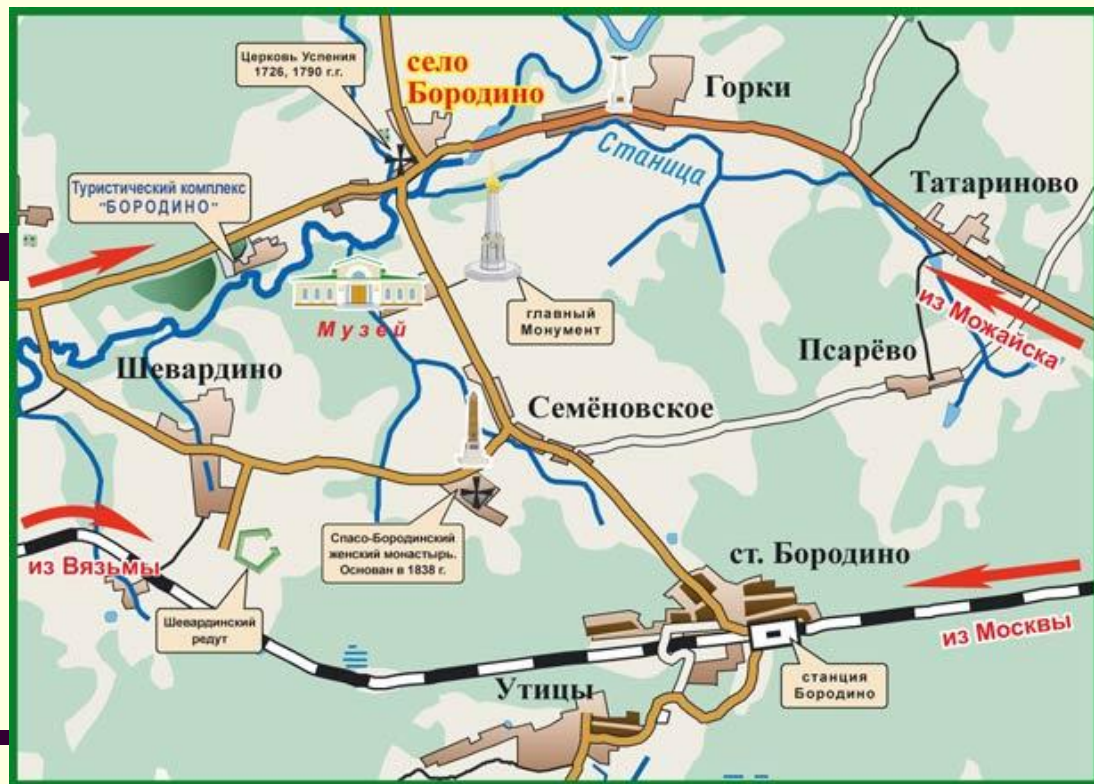 Церковь Успения
1726, 1790 г.г.
село
Бородино
Горки
Станица
Татариново
Туристический комплекс
"БОРОДИНО"
Музей
главный
Монумент
из Можайска
Псарёво
Шевардино
Семёновское
Спасо-Бородинский
женский монастырь.
Основан в 1838 г.
ст. Бородино
из Вязьмы
Шевардинский
редут
из Москвы
станция
Бородино
Утицы